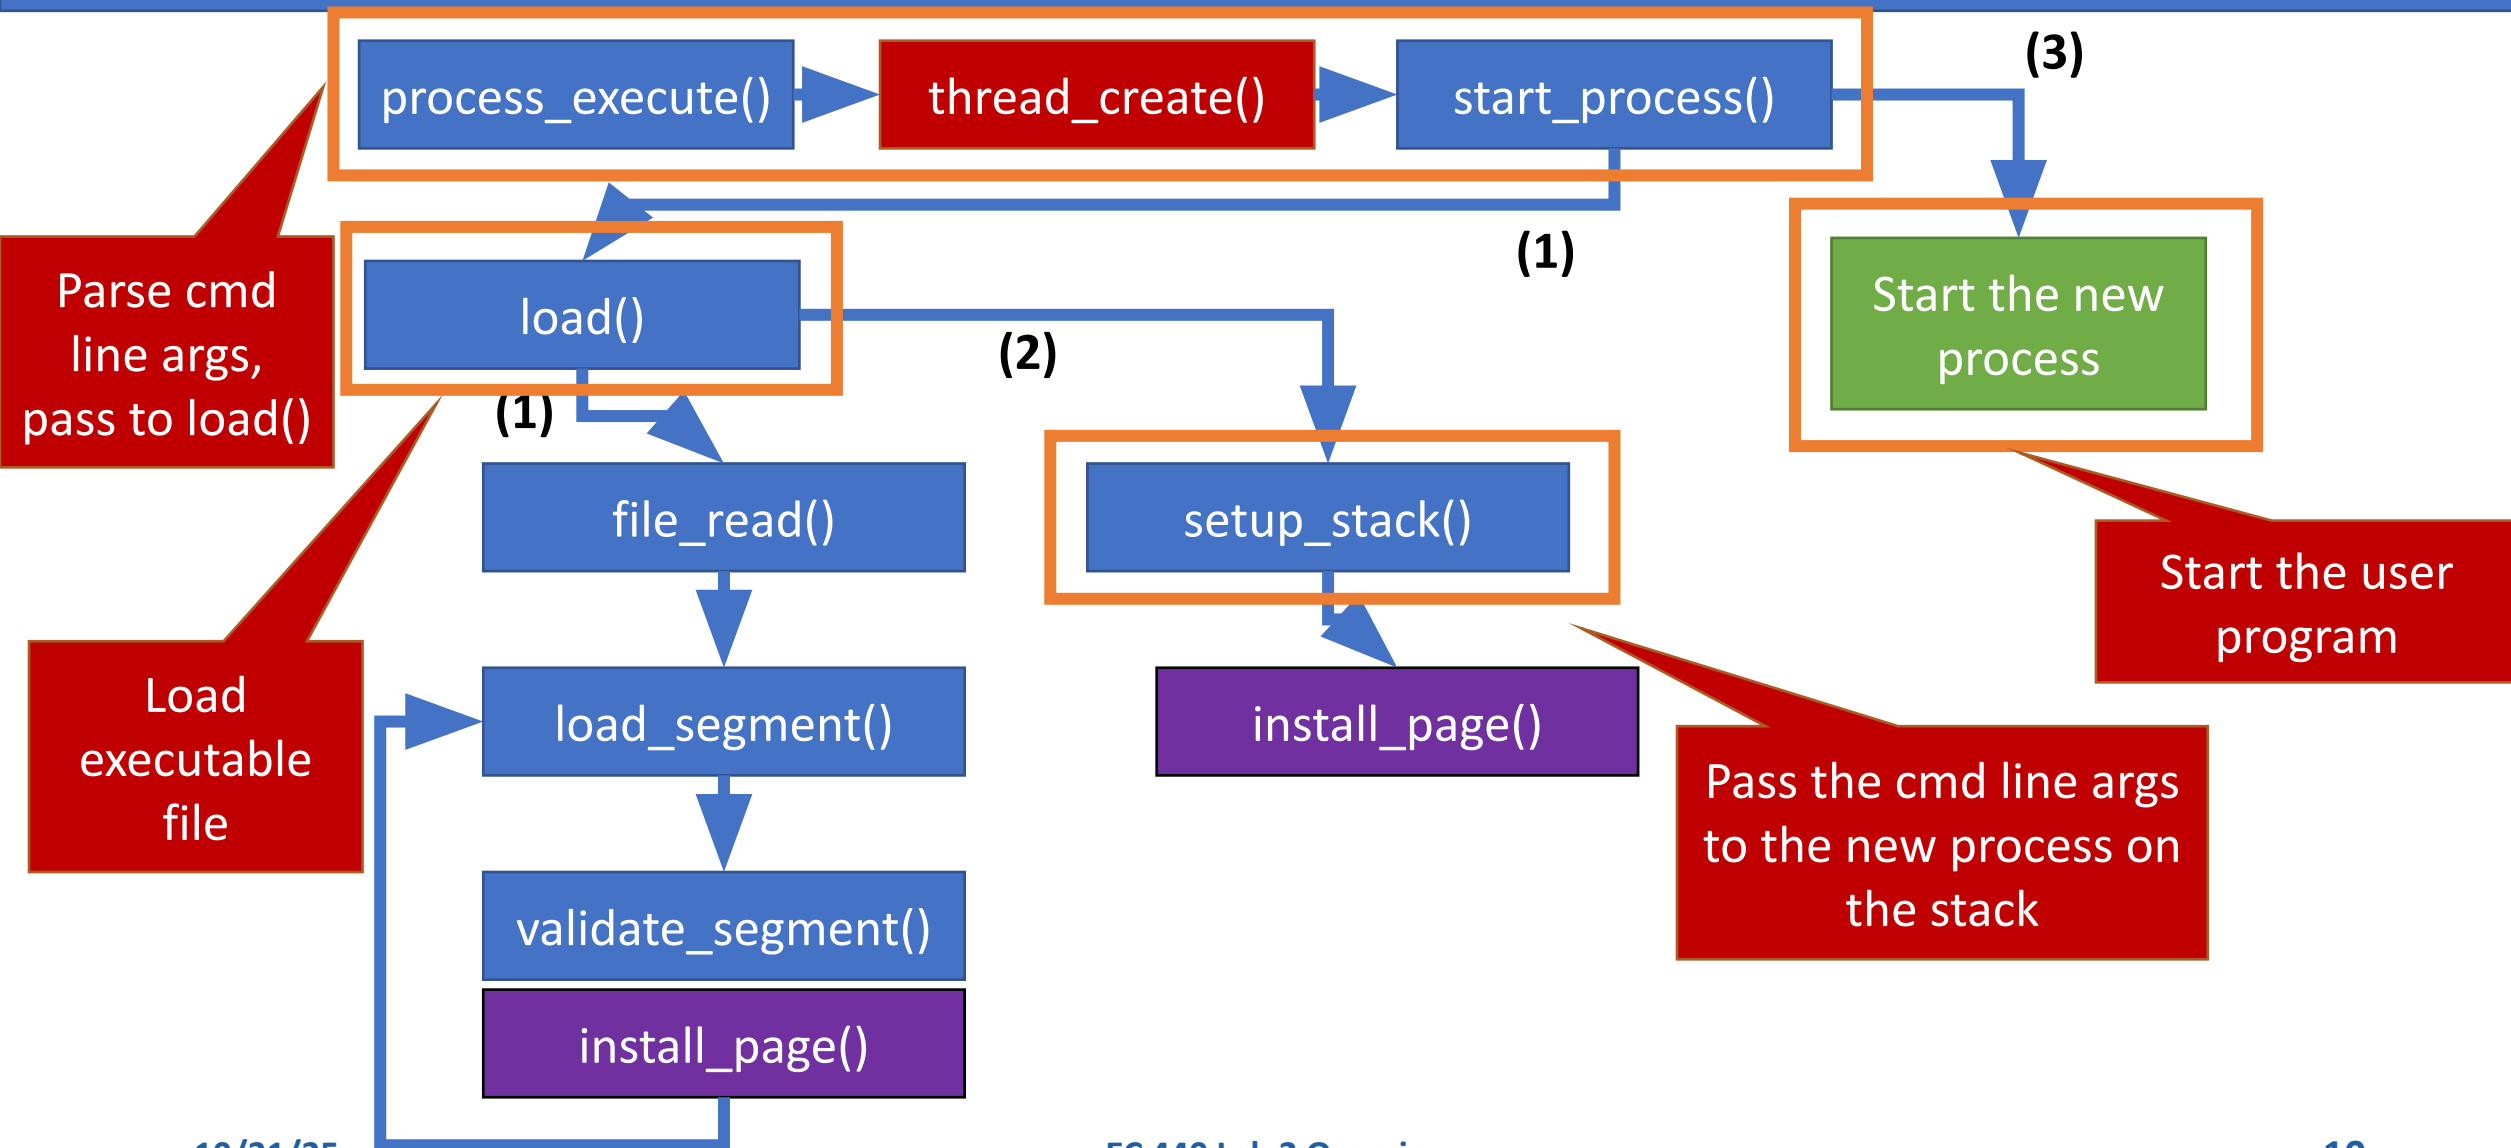 process_execute()
thread_create()
start_process()
(3)
(1)
Parse cmd
line args,
pass to load()
load()
(2)
Start the new
process
(1)
file_read()
setup_stack()
Start the user
program
Load
executable
file
load_segment()
install_page()
Pass the cmd line args
to the new process on
the stack
validate_segment()
install_page()